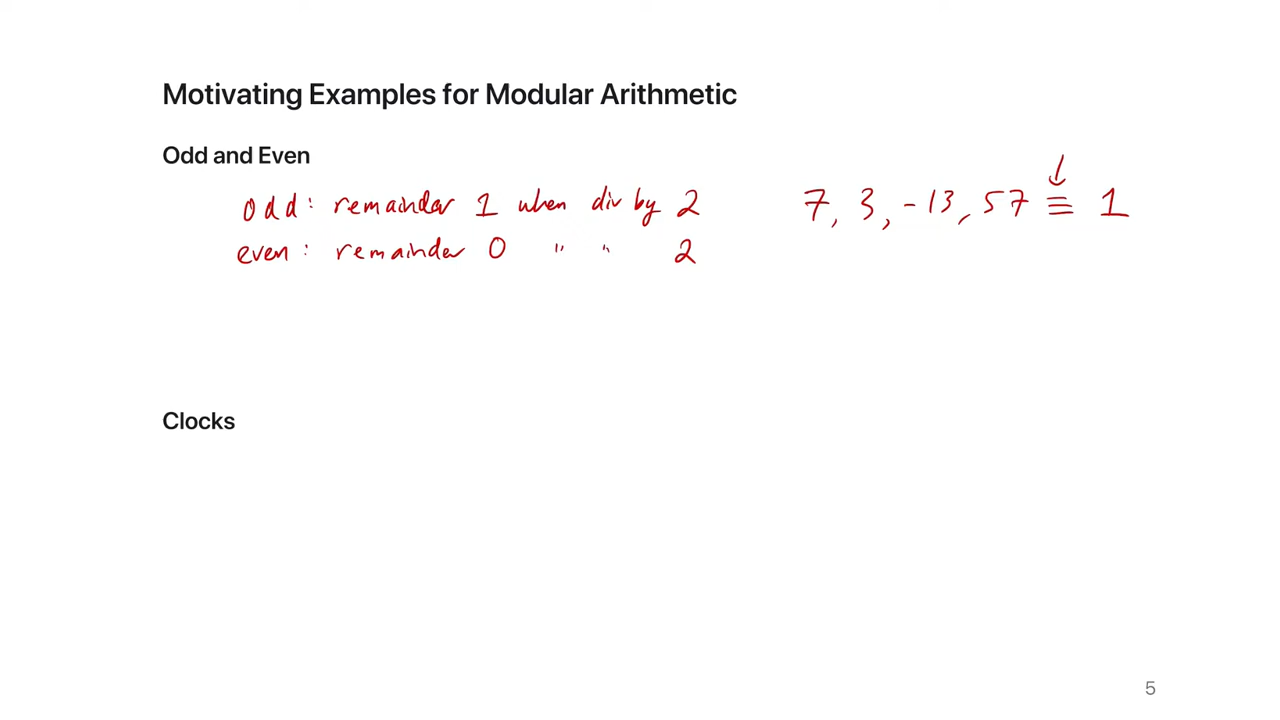 Motivating Examples for Modular Arithmetic
Odd and Even
odd: remainder 1 when div by 2 7, 3, -13, 57 ≡ 1
even: remainder 0 " " 2
Clocks
5